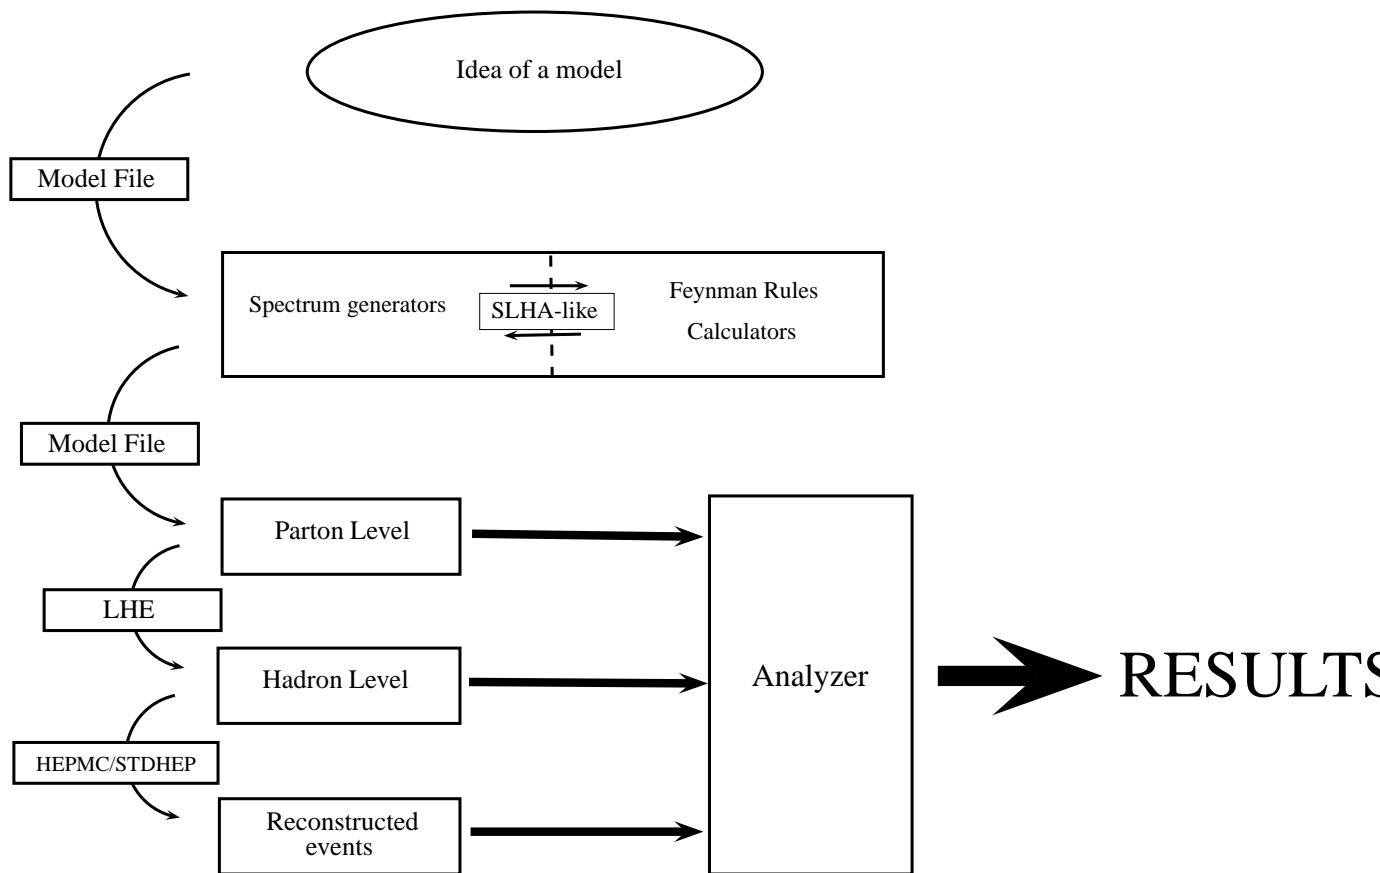 Idea of a model
Model File
Spectrum generators
SLHA-like
Feynman Rules
Calculators
Model File
Parton Level
LHE
Hadron Level
Analyzer
RESULTS
HEPMC/STDHEP
Reconstructed
events